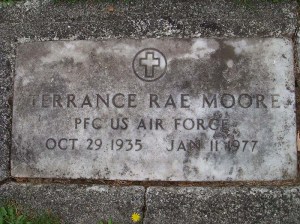 TERRANCE RAE MOORE
PFC US AIR FORCE
OCT 29 1935 JAN 11 1977